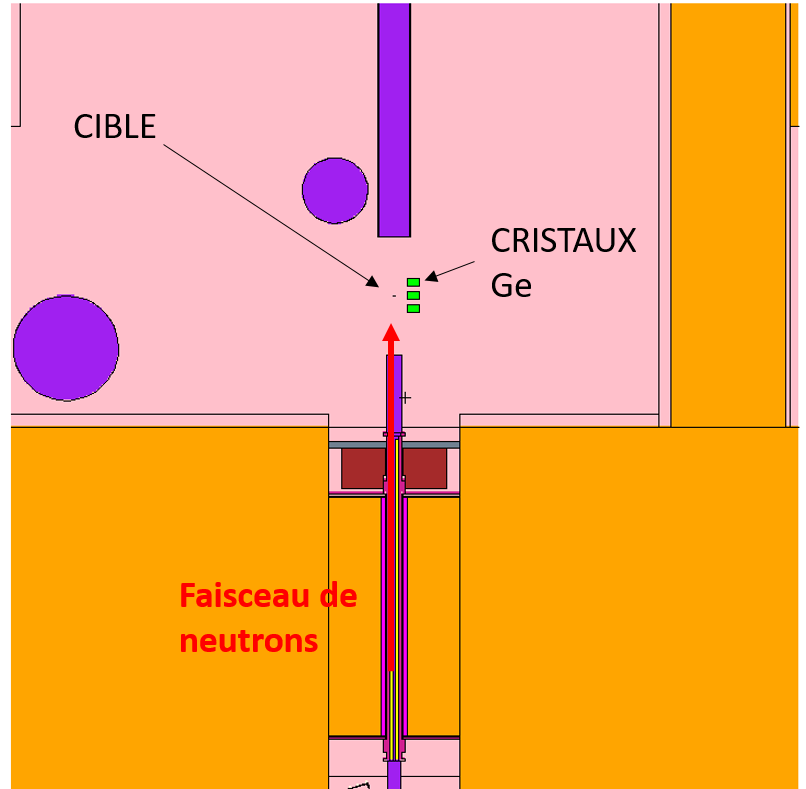 CIBLE
CRISTAUX
Ge
Faisceau de
neutrons